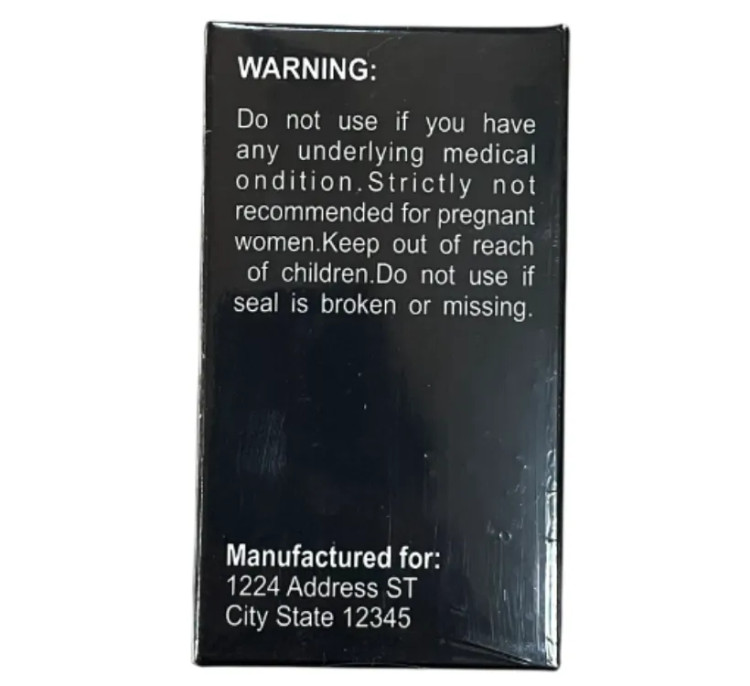 WARNING:
Do not use if you have
any underlying medical
ondition.Strictly not
recommended for pregnant
women.Keep out of reach
of children.Do not use if
seal is broken or missing.
Manufactured for:
1224 Address ST
City State 12345